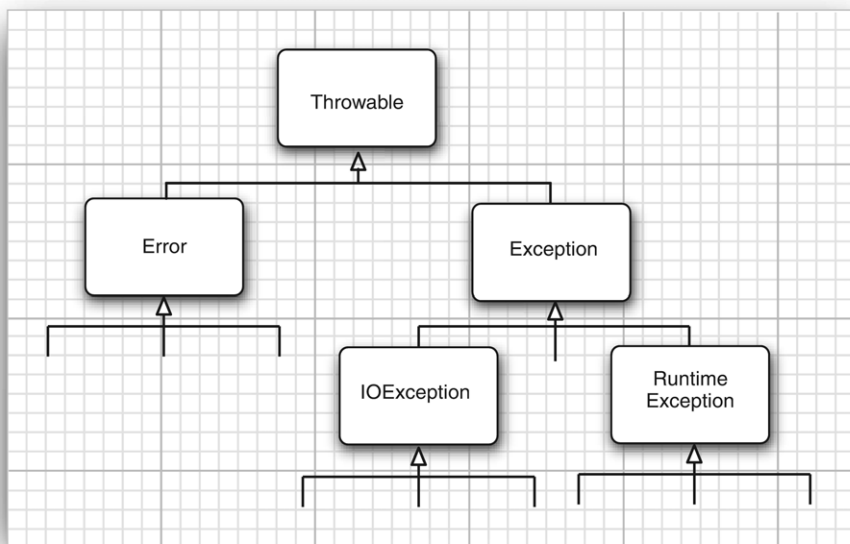 Throwable
Error
Exception
IOException
Runtime
Exception